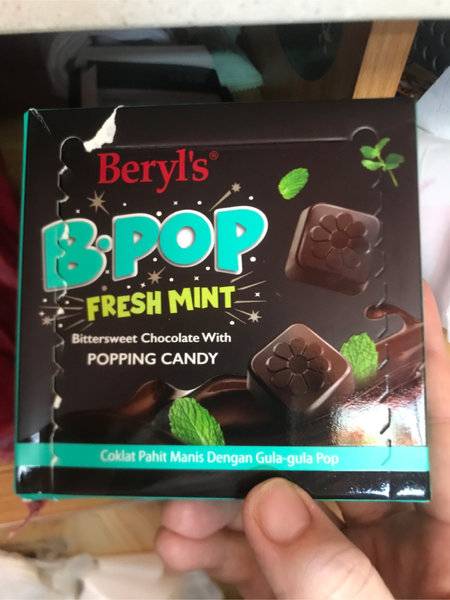 Beryl's®
B·POP
FRESH MINT
Bittersweet Chocolate With
POPPING CANDY
Coklat Pahit Manis Dengan Gula-gula Pop